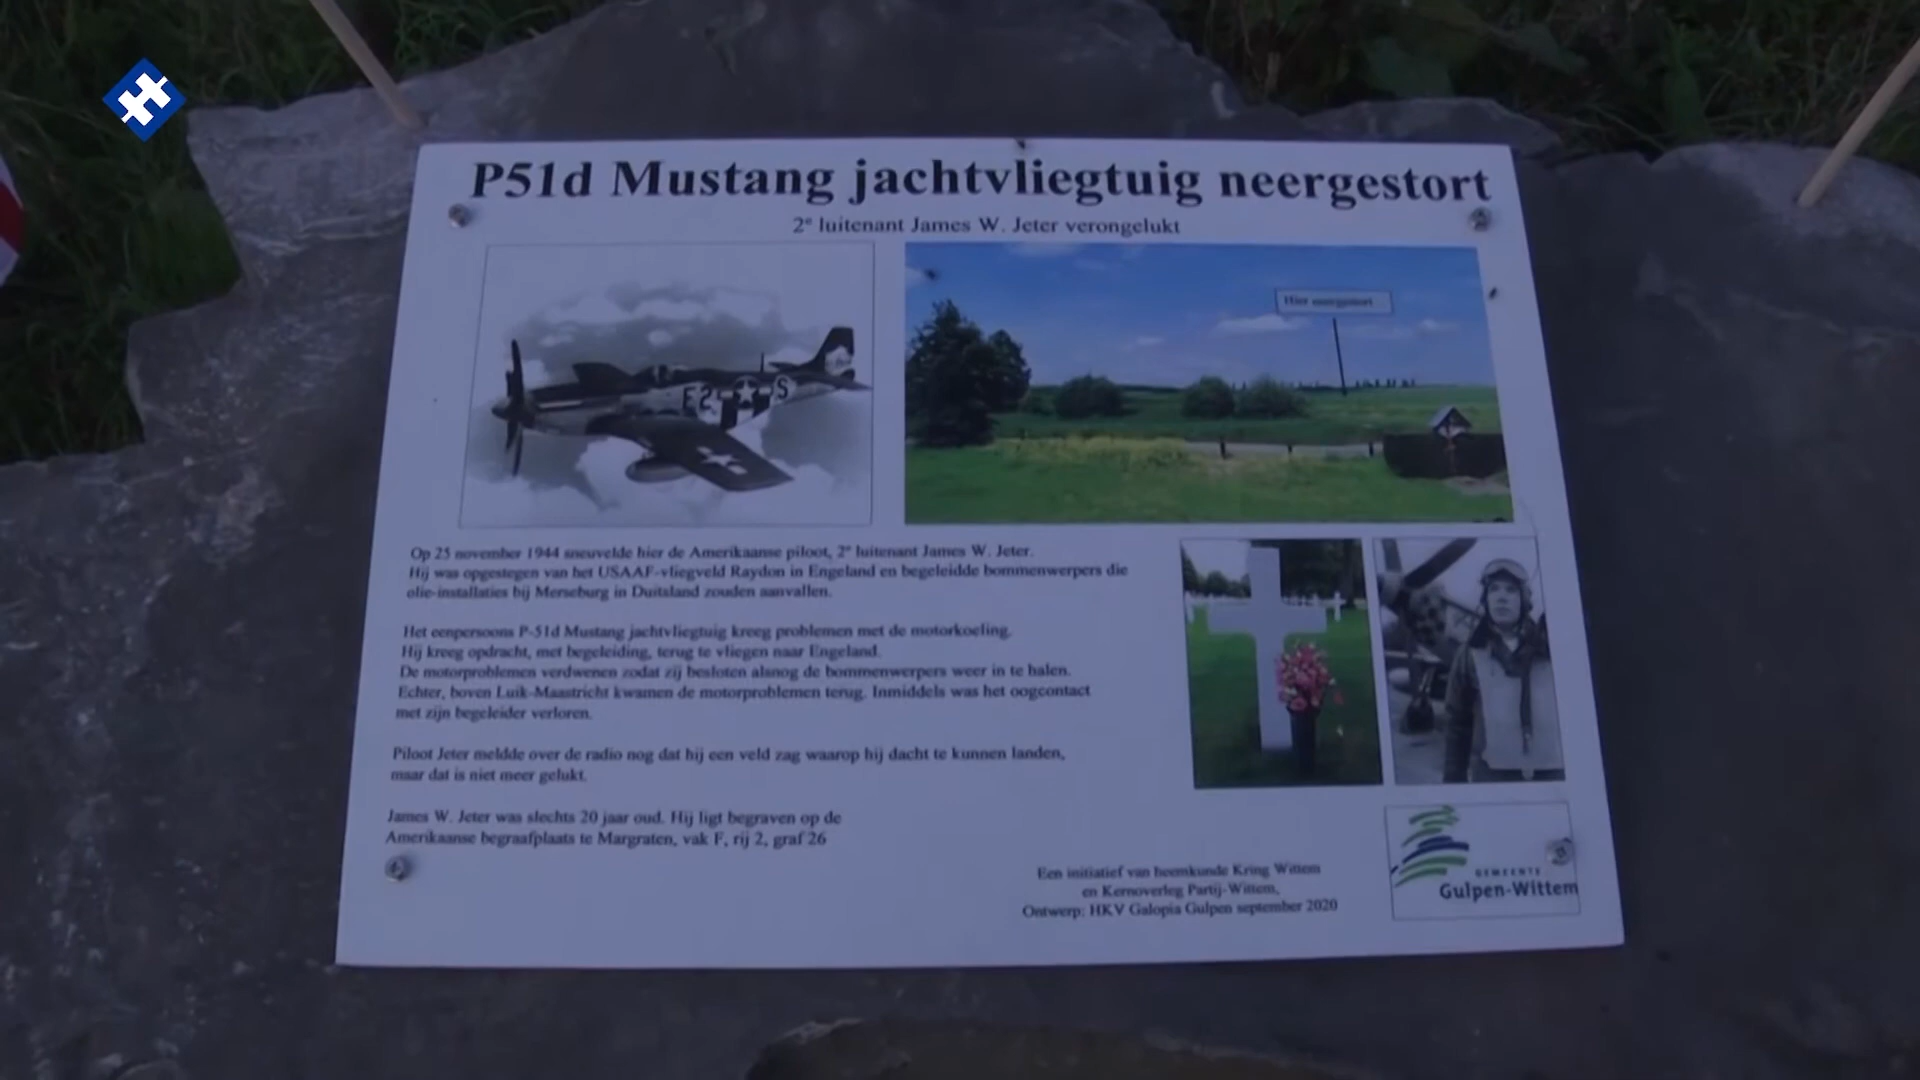 P51d Mustang jachtvliegtuig neergestort
2e luitenant James W. Jeter verongelukt
E2 S
Hier neergestort
Op 25 november 1944 sneuvelde hier de Amerikaanse piloot, 2e luitenant James W. Jeter.
Hij was opgestegen van het USAAF-vliegveld Raydon in Engeland en begeleidde bommenwerpers die
olie-installaties bij Merseburg in Duitsland zouden aanvallen.
Het eenpersoons P-51d Mustang jachtvliegtuig kreeg problemen met de motorkoeling.
Hij kreeg opdracht, met begeleiding, terug te vliegen naar Engeland.
De motorproblemen verdwenen zodat zij besloten alsnog de bommenwerpers weer in te halen.
Echter, boven Luik-Maastricht kwamen de motorproblemen terug. Inmiddels was het oogcontact
met zijn begeleider verloren.
Piloot Jeter meldde over de radio nog dat hij een veld zag waarop hij dacht te kunnen landen,
maar dat is niet meer gelukt.
James W. Jeter was slechts 20 jaar oud. Hij ligt begraven op de
Amerikaanse begraafplaats te Margraten, vak F, rij 2, graf 26
Een initiatief van heemkunde Kring Wittem
en Kernoverleg Partij-Wittem,
Ontwerp: HKV Galopia Gulpen september 2020
GEMEENTE
Gulpen-Wittem